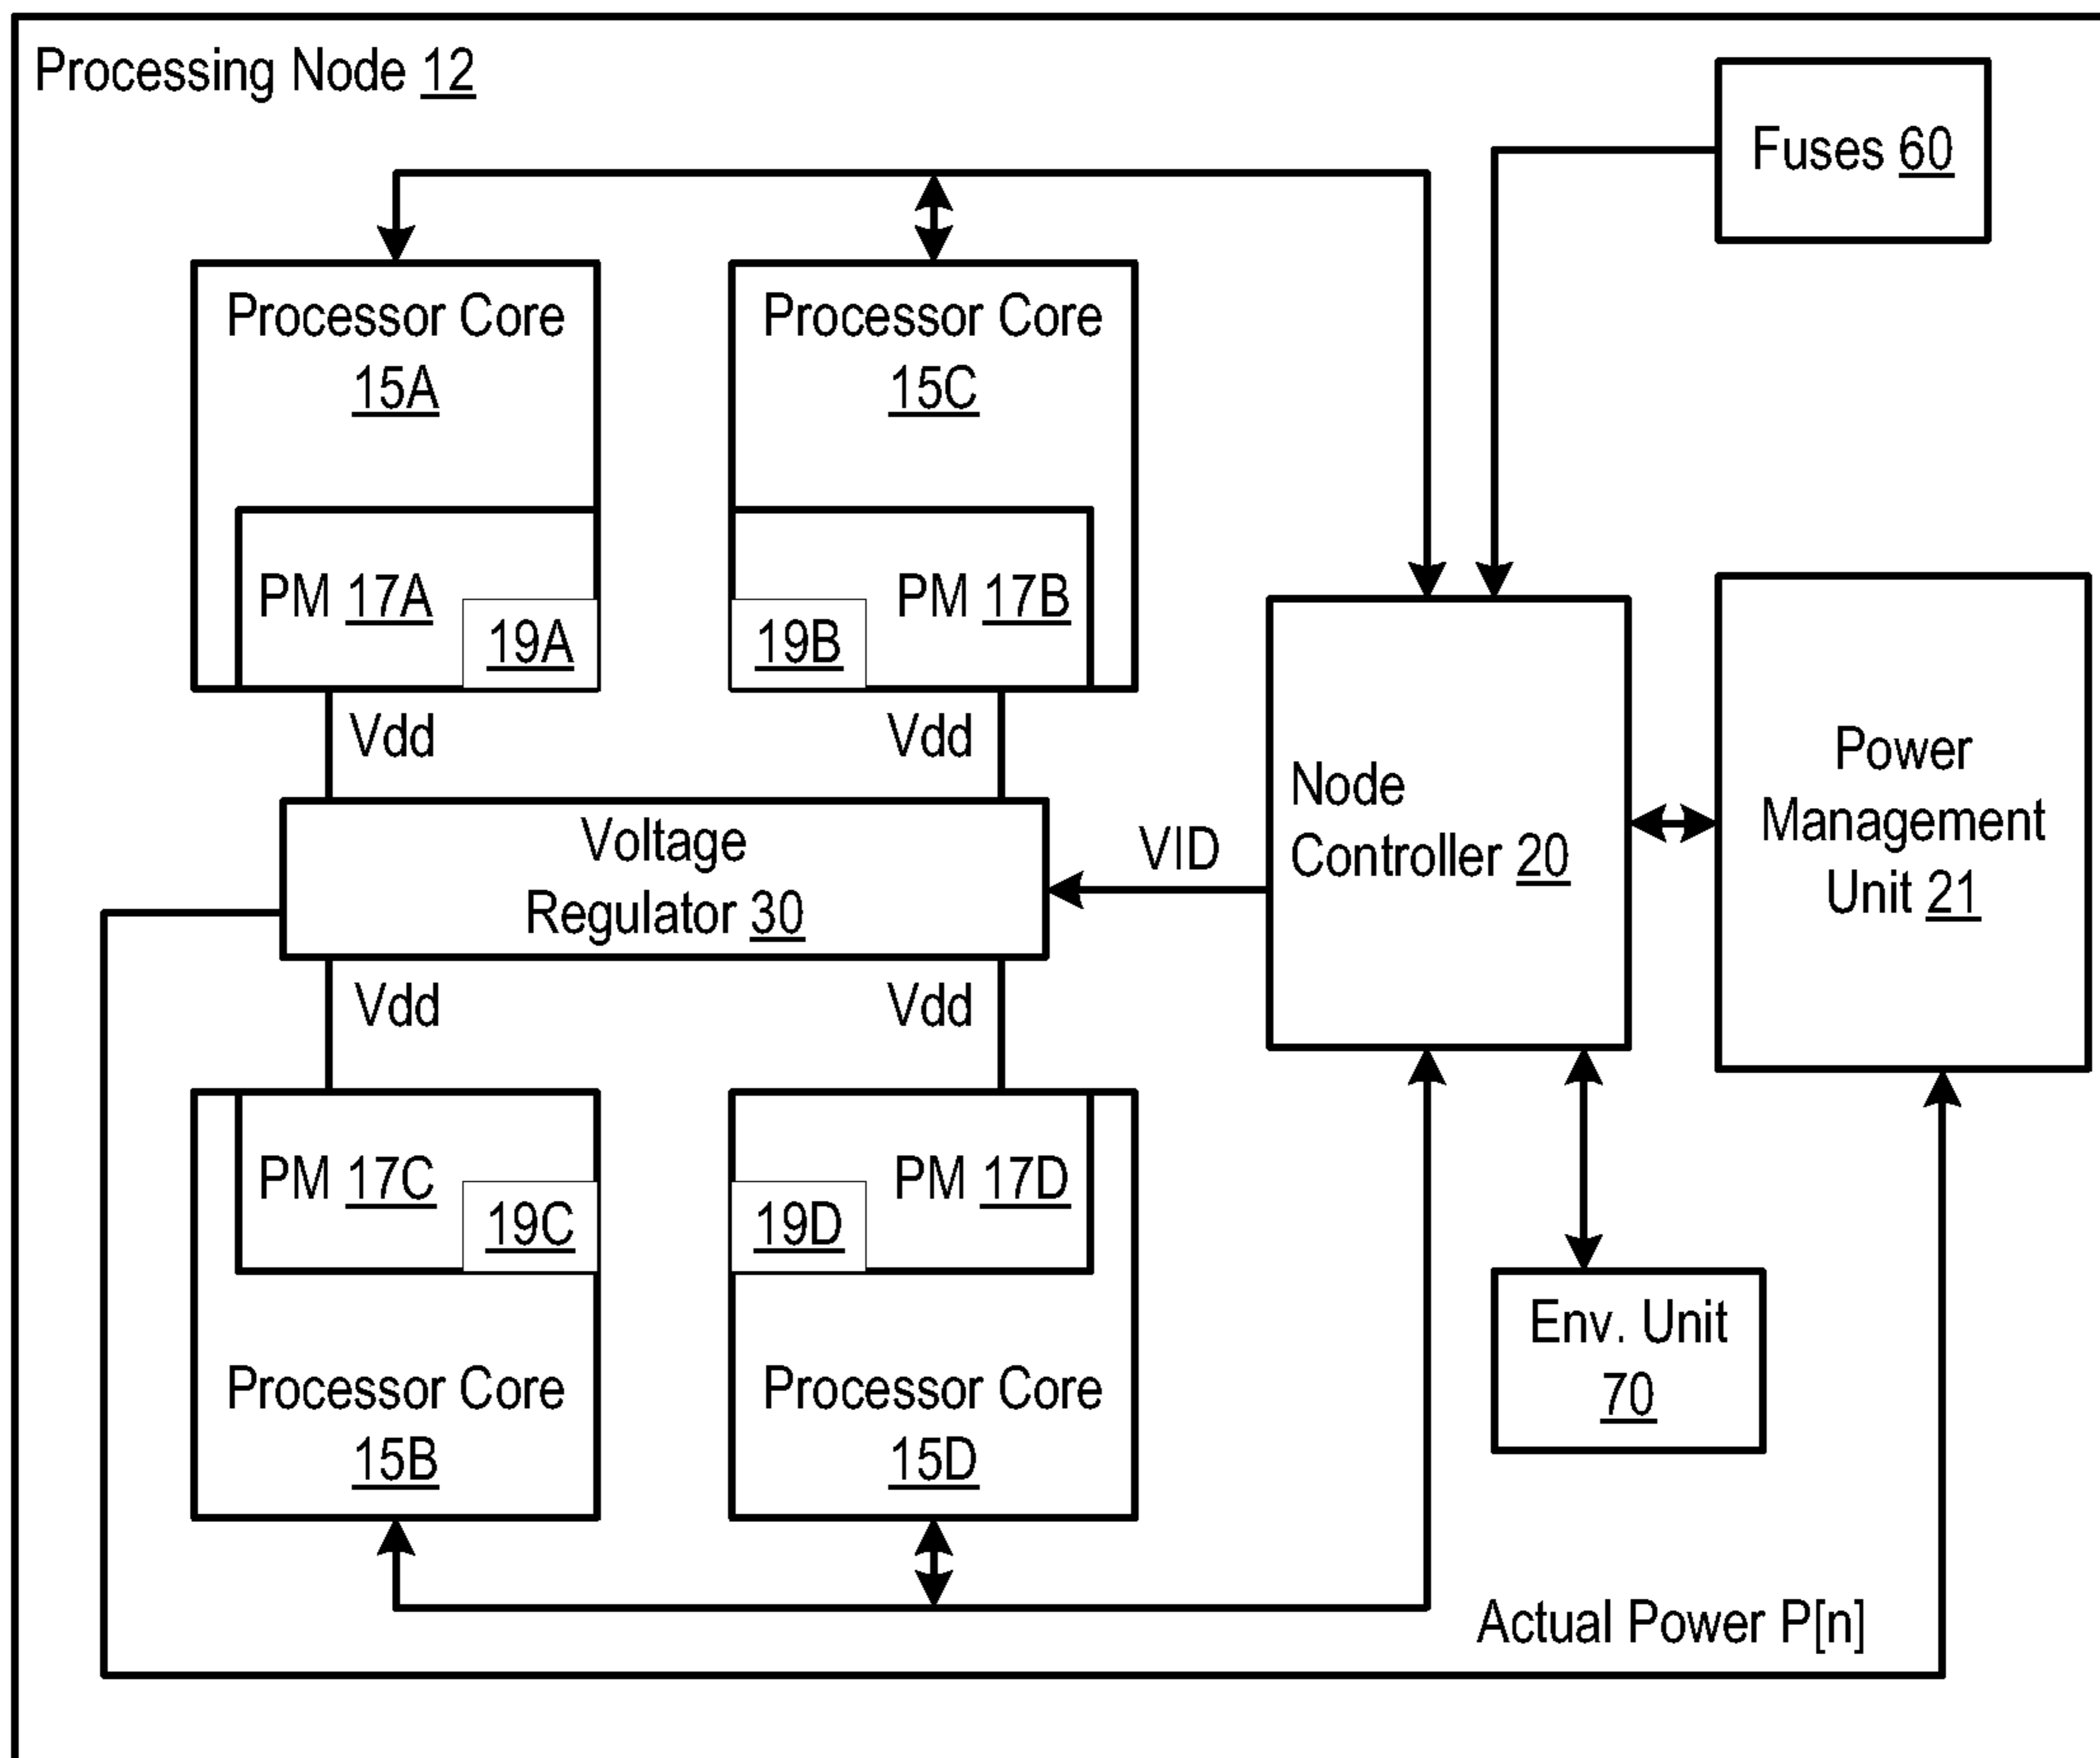 Processing Node 12
Fuses 60
Processor Core
15A
Processor Core
15C
PM 17A
19A
PM 17B
19B
Vdd
Vdd
Voltage
Regulator 30
VID
Node
Controller 20
Power
Management
Unit 21
Vdd
Vdd
PM 17C
19C
PM 17D
19D
Processor Core
15B
Processor Core
15D
Env. Unit
70
Actual Power P[n]